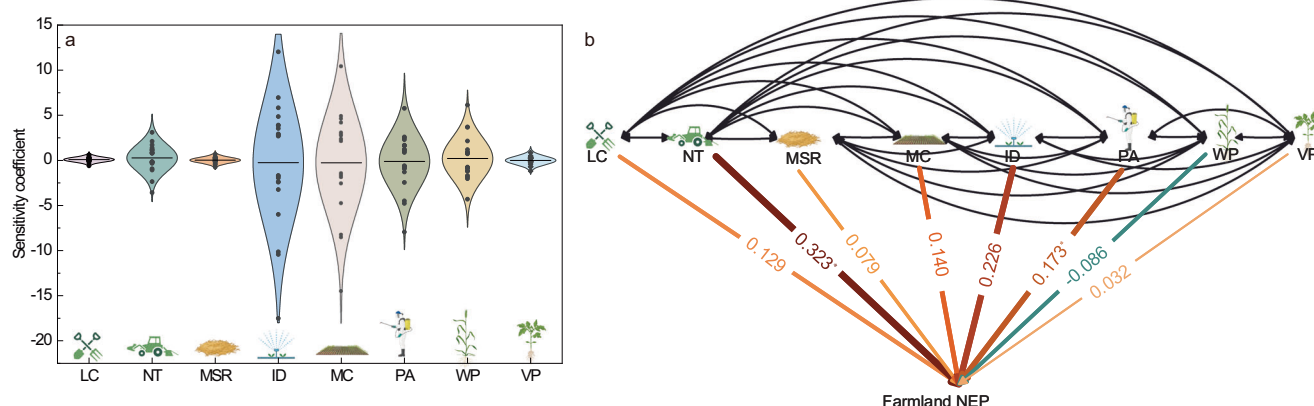 a
15
10
5
0
-5
-10
-15
-20
Sensitivity coefficient
LC NT MSR ID MC PA WP VP
b
LC NT MSR MC ID PA WP VP
0.129 0.323* 0.079 0.140 0.226 0.173* -0.086 0.032
Farmland NEP